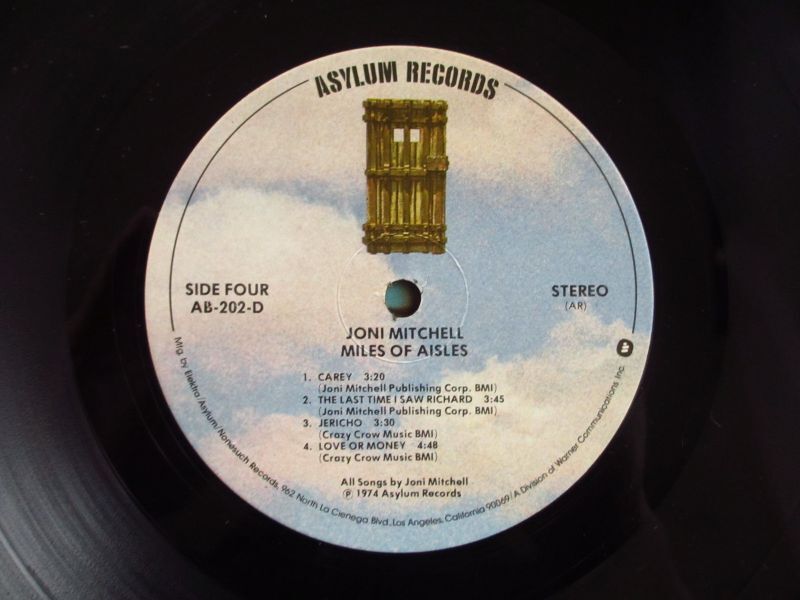 ASYLUM RECORDS
SIDE FOUR
AB-202-D
STEREO
(AR)
JONI MITCHELL
MILES OF AISLES
1. CAREY 3:20
(Joni Mitchell Publishing Corp. BMI)
2. THE LAST TIME I SAW RICHARD 3:45
(Joni Mitchell Publishing Corp. BMI)
3. JERICHO 3:30
(Crazy Crow Music BMI)
4. LOVE OR MONEY 4:48
(Crazy Crow Music BMI)
All Songs by Joni Mitchell
℗ 1974 Asylum Records
Mfg. by Elektra/Asylum/Nonesuch Records, 962 North La Cienega Blvd., Los Angeles, California 90069/A Division of Warner Communications Inc.